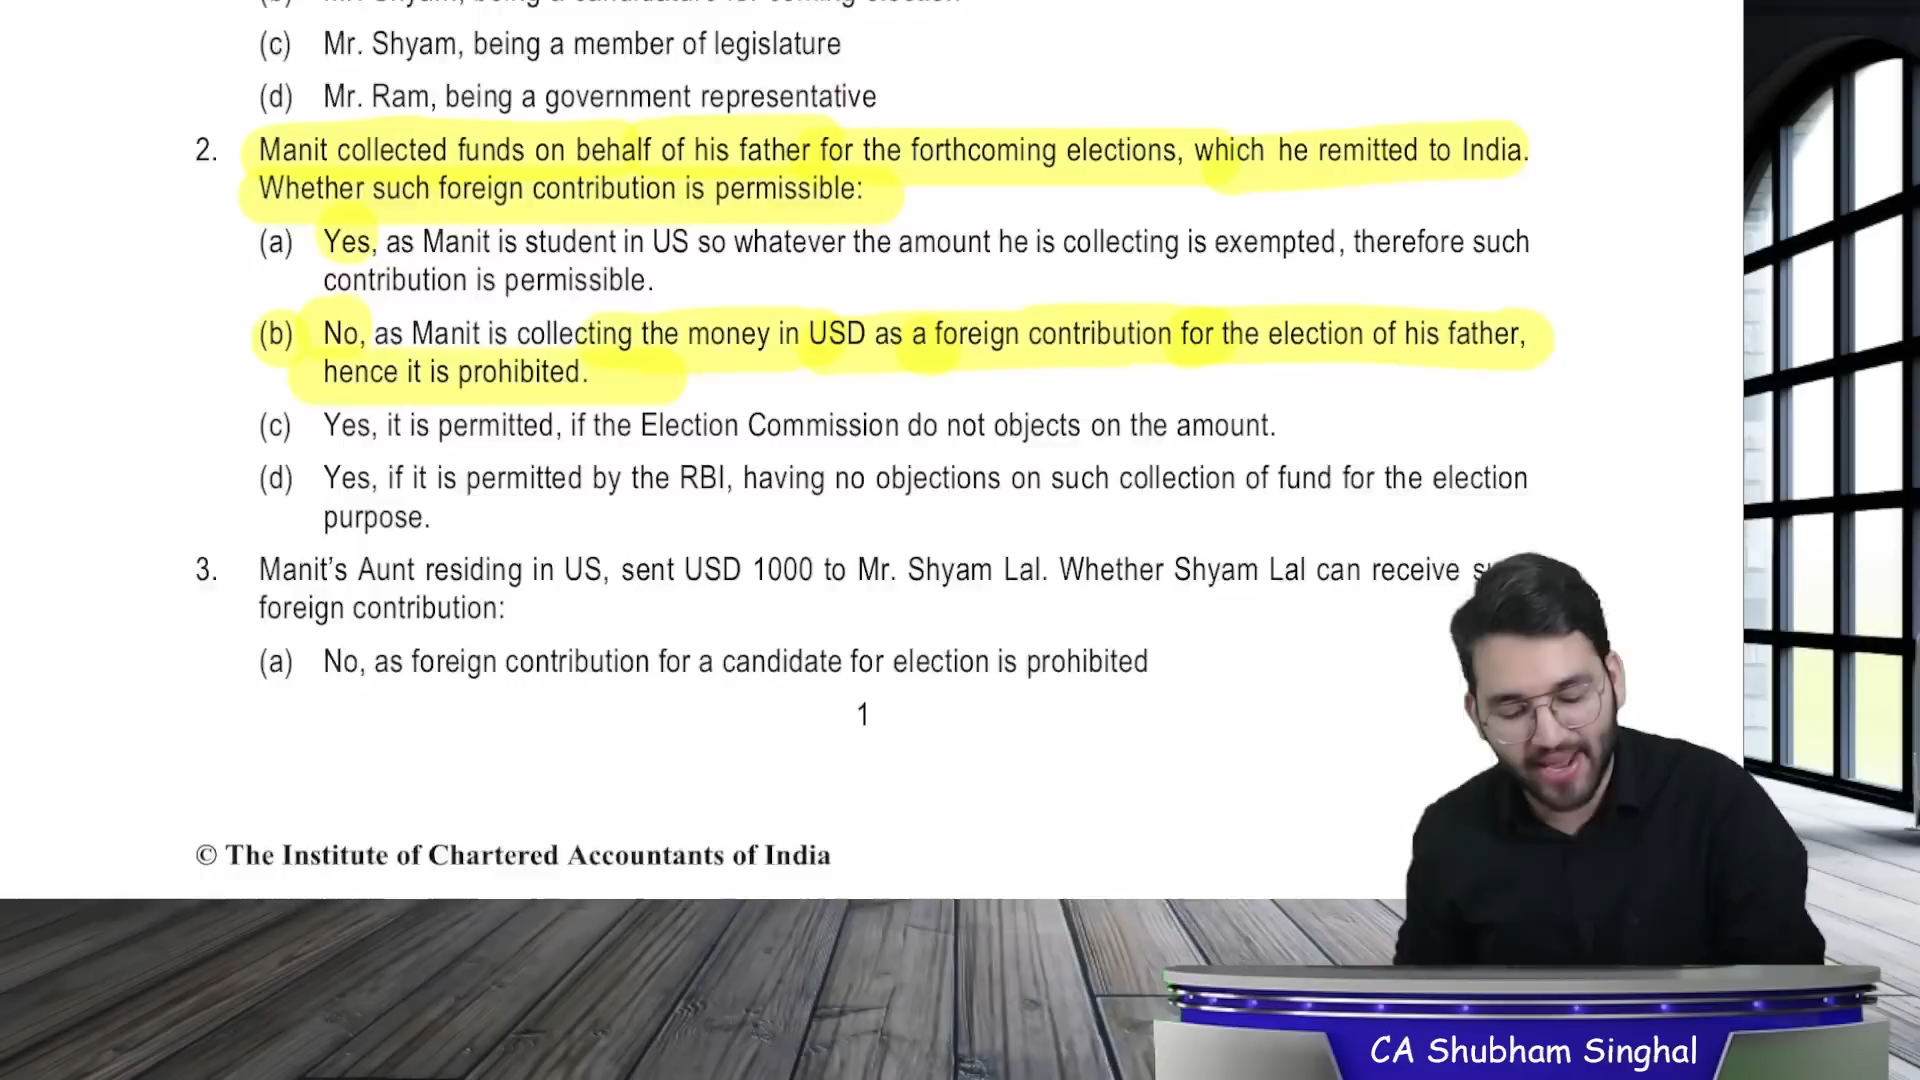 (c) Mr. Shyam, being a member of legislature
(d) Mr. Ram, being a government representative
2. Manit collected funds on behalf of his father for the forthcoming elections, which he remitted to India.
Whether such foreign contribution is permissible:
(a) Yes, as Manit is student in US so whatever the amount he is collecting is exempted, therefore such
contribution is permissible.
(b) No, as Manit is collecting the money in USD as a foreign contribution for the election of his father,
hence it is prohibited.
(c) Yes, it is permitted, if the Election Commission do not objects on the amount.
(d) Yes, if it is permitted by the RBI, having no objections on such collection of fund for the election
purpose.
3. Manit's Aunt residing in US, sent USD 1000 to Mr. Shyam Lal. Whether Shyam Lal can receive
foreign contribution:
(a) No, as foreign contribution for a candidate for election is prohibited
1
© The Institute of Chartered Accountants of India
CA Shubham Singhal